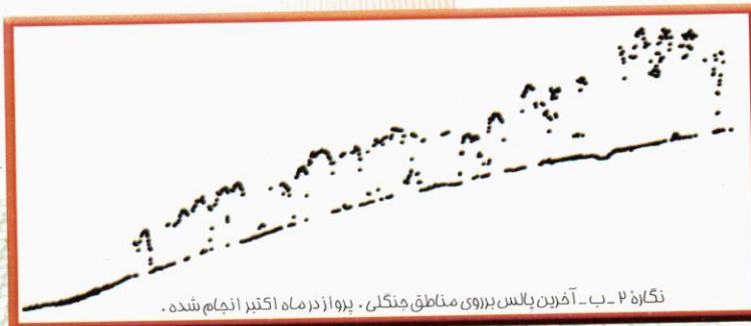 نگارهٔ ۲ _ ب _ آخرین پالس برروی مناطق جنگلی . پرواز در ماه اکتبر انجام شده .